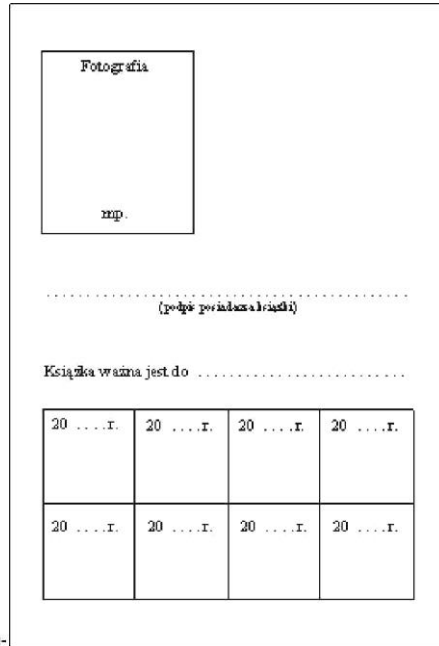 Fotografia
mp.
. . . . . . . . . . . . . . . . . . . . . . . . . . . . . . . . . . . . . . . . . . . . .
(podpis posiadacza książki)
Książka ważna jest do . . . . . . . . . . . . . . . . . . . . . . . . . .
20 . . . .r. 20 . . . .r. 20 . . . .r. 20 . . . .r.
20 . . . .r. 20 . . . .r. 20 . . . .r. 20 . . . .r.